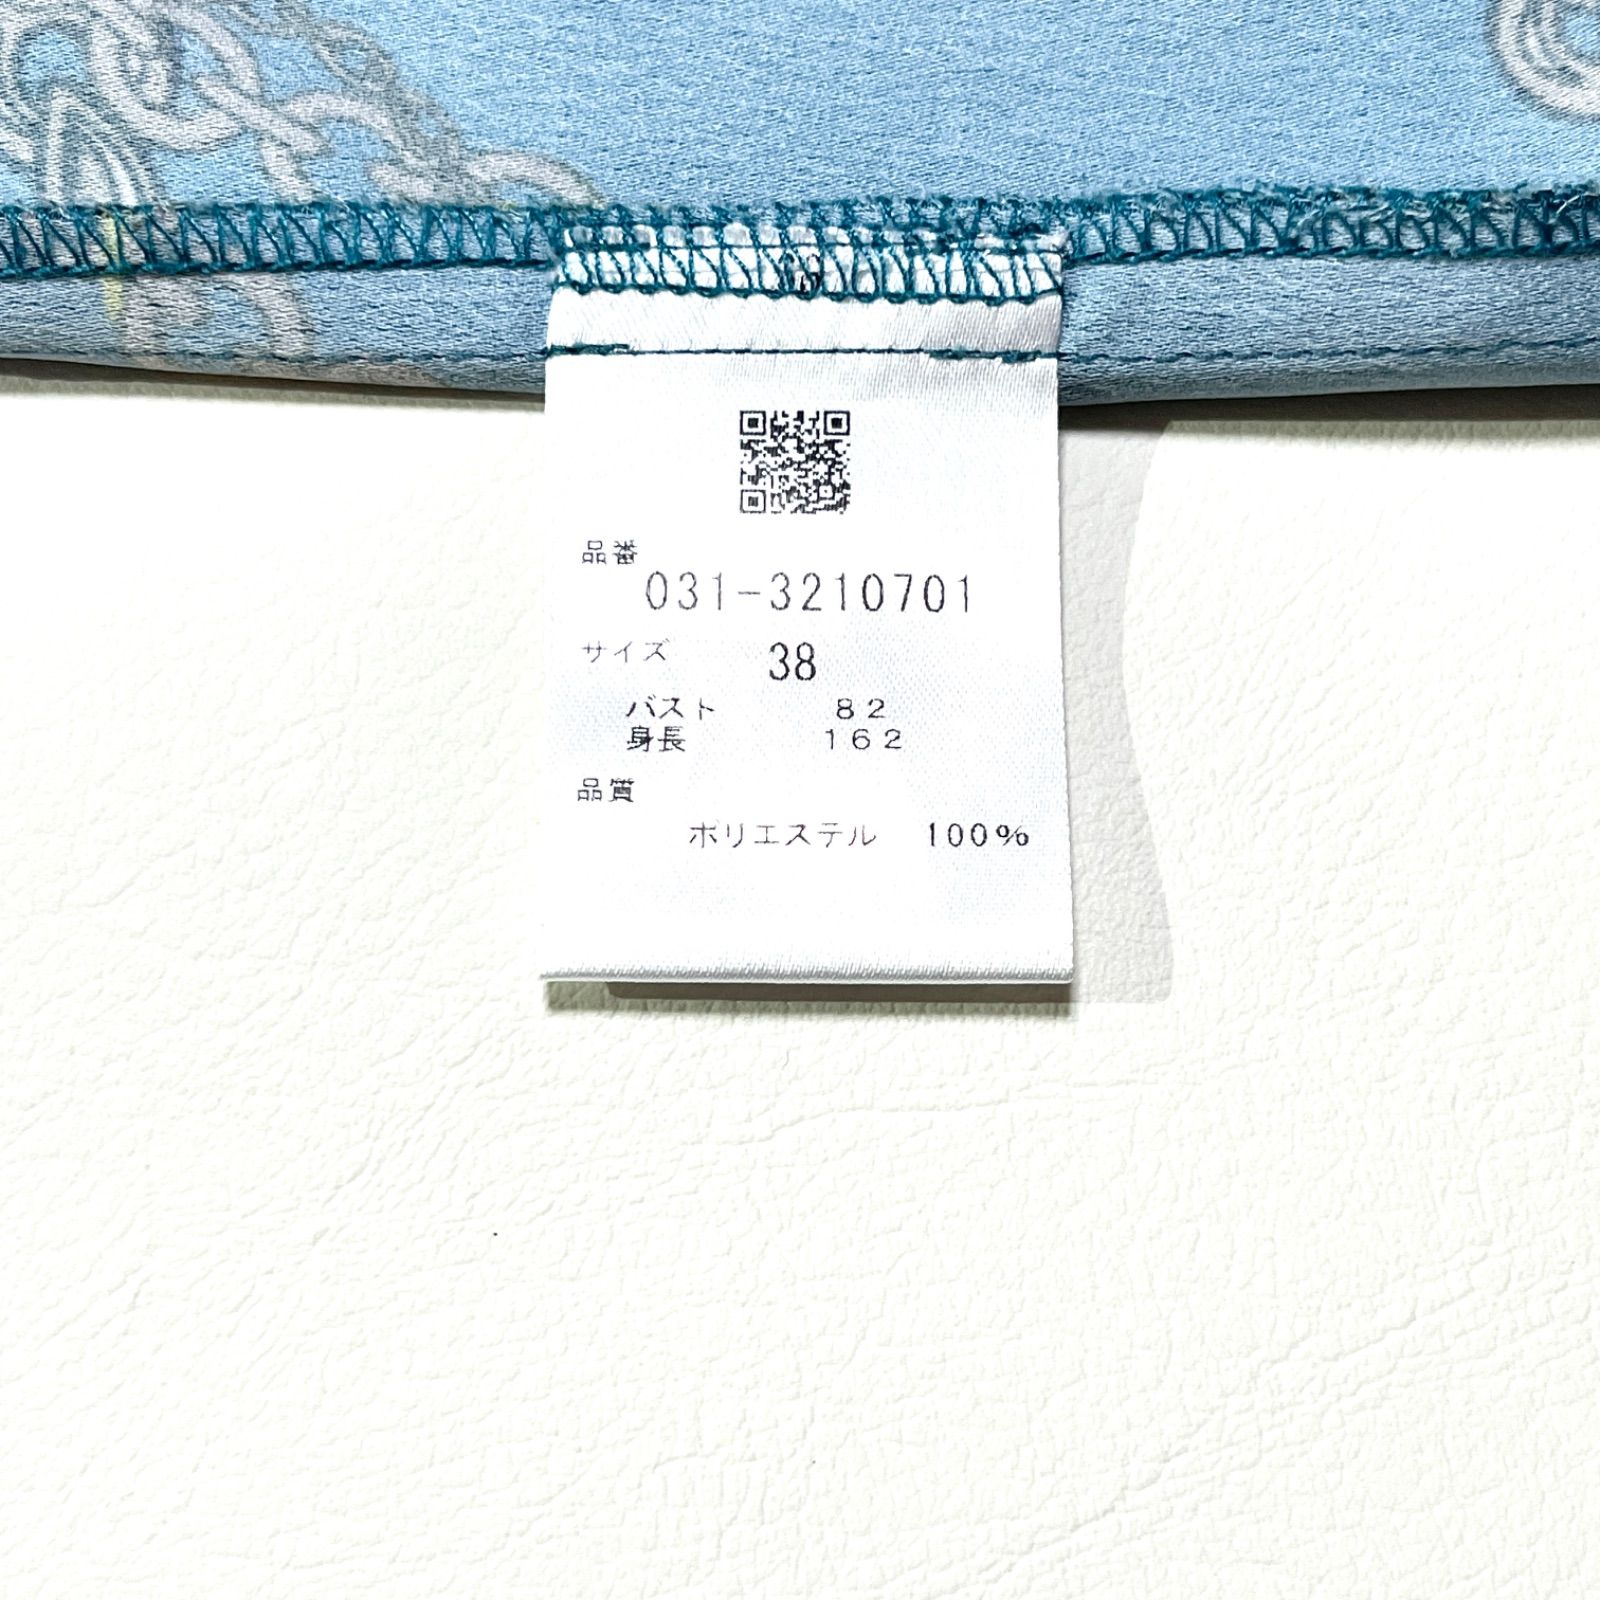 品番
031-3210701
サイズ 38
バスト 82
身長 162
品質
ポリエステル 100%